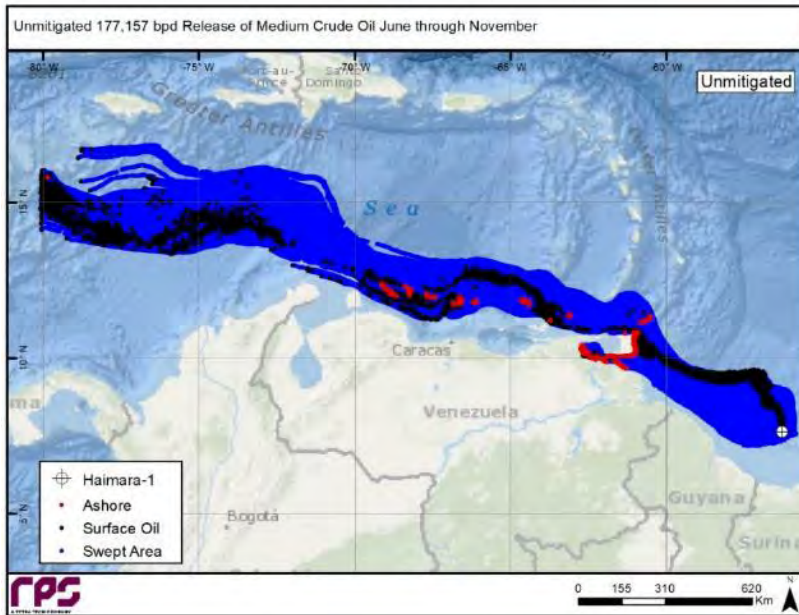 Unmitigated 177,157 bpd Release of Medium Crude Oil June through November
-80° W
-75° W
-70° W
-65° W
-60° W
Unmitigated
Port-au-Prince
Santo Domingo
Greater Antilles
Sea
15° N
10° N
Caracas
Venezuela
Guyana
Surina
Bogotá
5° N
Haimara-1
Ashore
Surface Oil
Swept Area
rps
0 155 310 620
Km
N